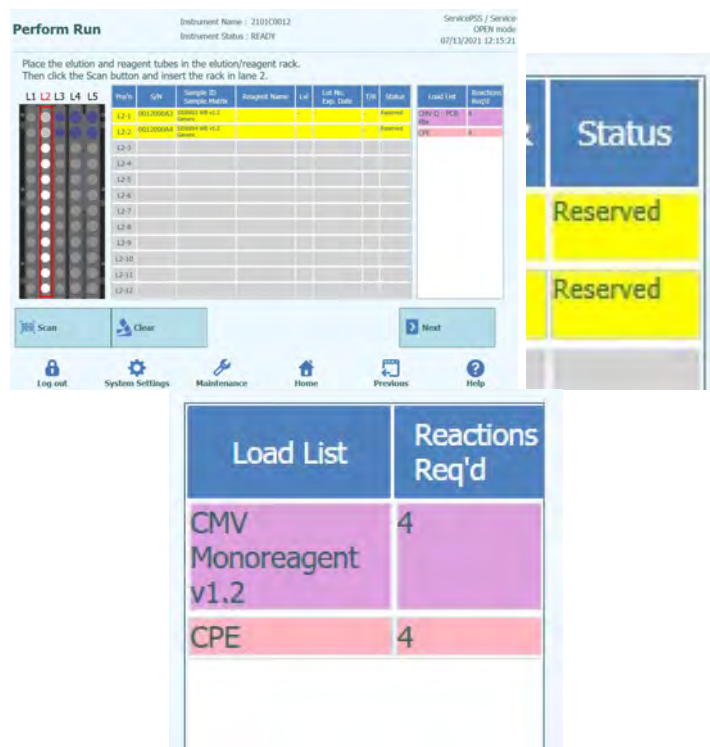 Perform Run
Instrument Name : 2101C0012
Instrument Status : READY
ServicePSS / Service
OPEN mode
07/13/2021 12:15:21
Place the elution and reagent tubes in the elution/reagent rack.
Then click the Scan button and insert the rack in lane 2.
L1 L2 L3 L4 L5
Pos'n S/N Sample ID Sample Matrix Reagent Name Lvl Lot No. Exp. Date T/R Status
L2-1 Reserved
L2-2 Reserved
L2-3
L2-4
L2-5
L2-6
L2-7
L2-8
L2-9
L2-10
L2-11
L2-12
Load List Reactions Req'd
CPE 4
Scan
Clear
Next
Log out
System Settings
Maintenance
Home
Previous
Help
Status
Reserved
Reserved
Load List
Reactions
Req'd
CMV
Monoreagent
v1.2
4
CPE
4